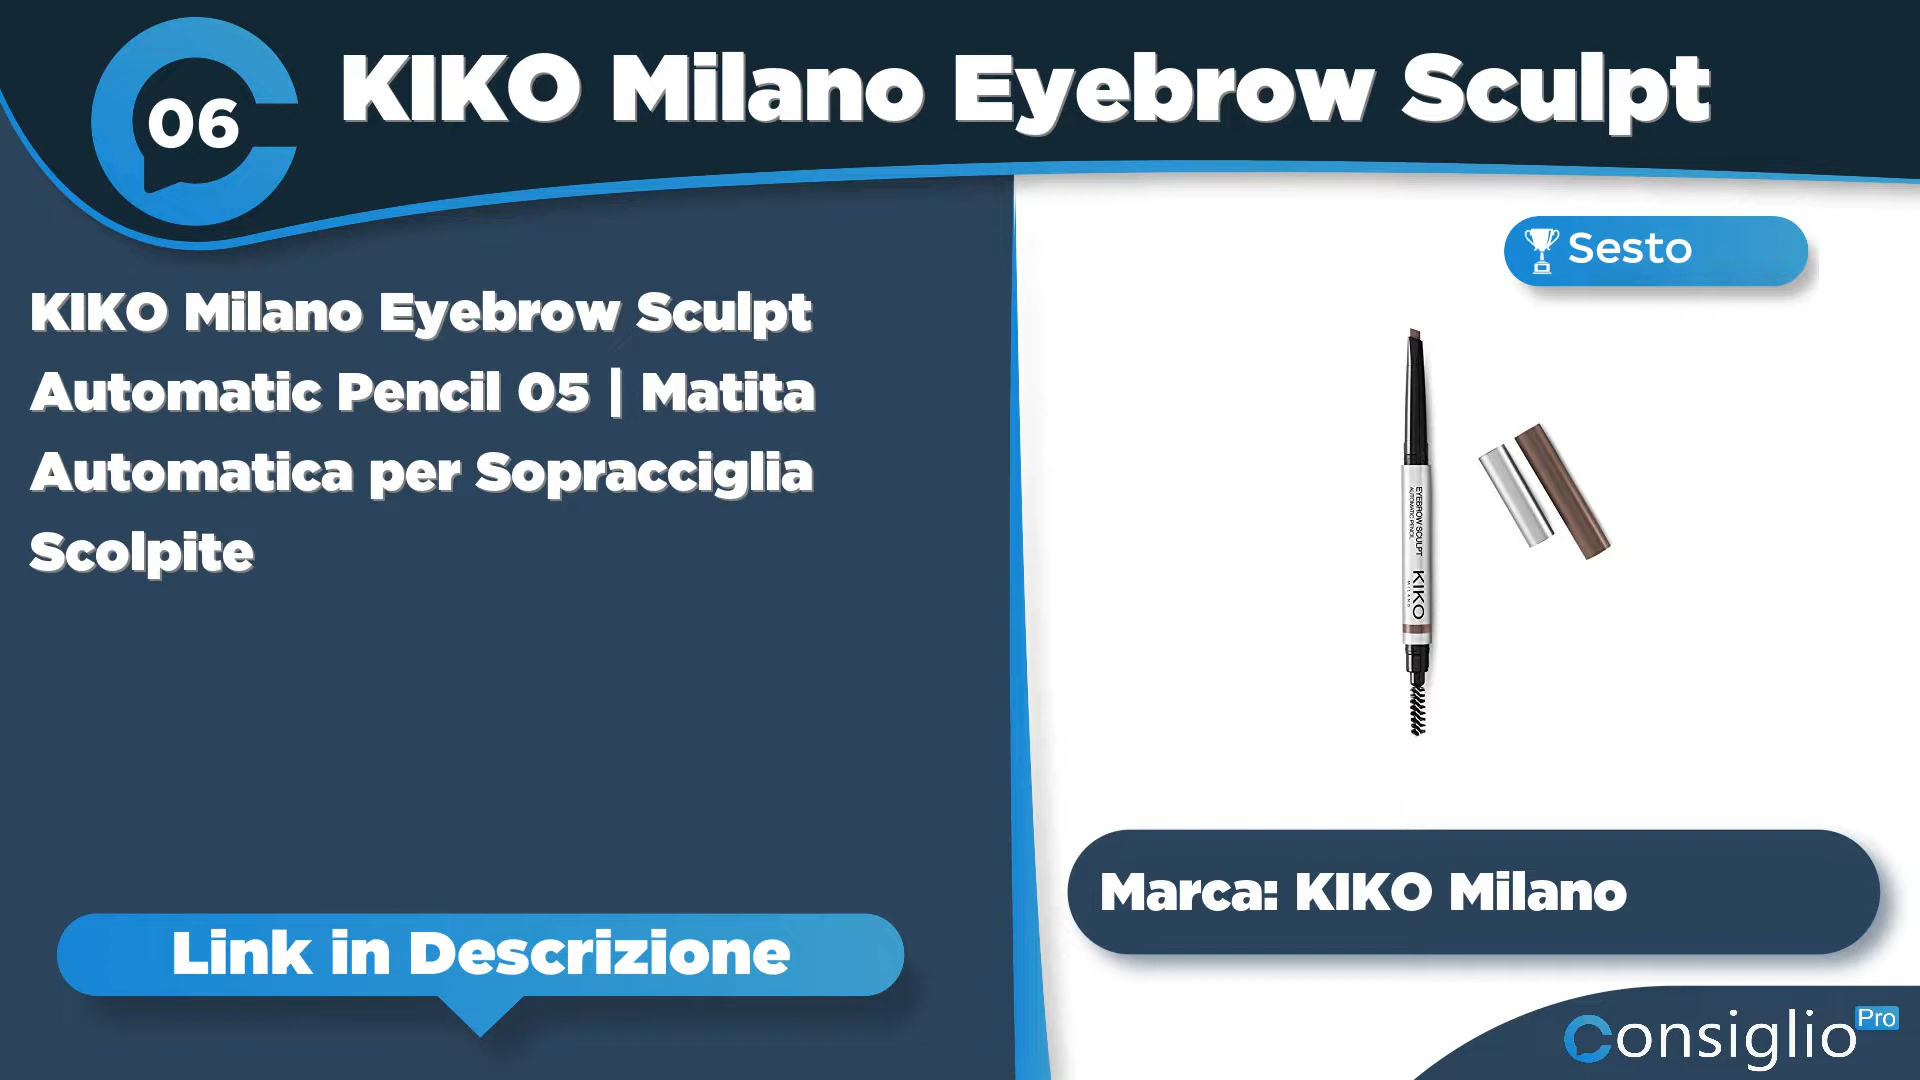 06
KIKO Milano Eyebrow Sculpt
Sesto
KIKO Milano Eyebrow Sculpt
Automatic Pencil 05 | Matita
Automatica per Sopracciglia
Scolpite
EYEBROW SCULPT
AUTOMATIC PENCIL
KIKO
MILANO
Marca: KIKO Milano
Link in Descrizione
Consiglio Pro